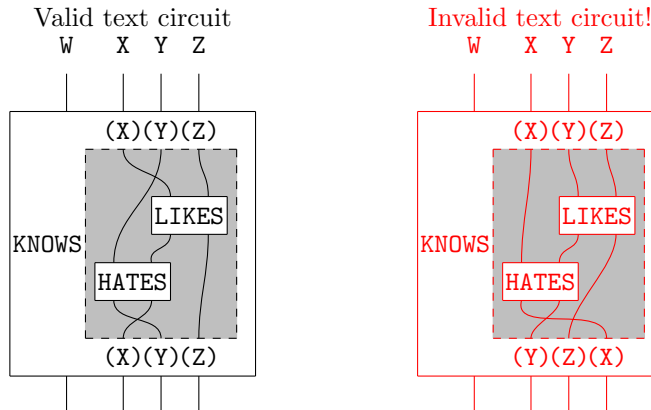 Valid text circuit
W X Y Z
(X)(Y)(Z)
LIKES
KNOWS
HATES
(X)(Y)(Z)
Invalid text circuit!
W X Y Z
(X)(Y)(Z)
LIKES
KNOWS
HATES
(Y)(Z)(X)